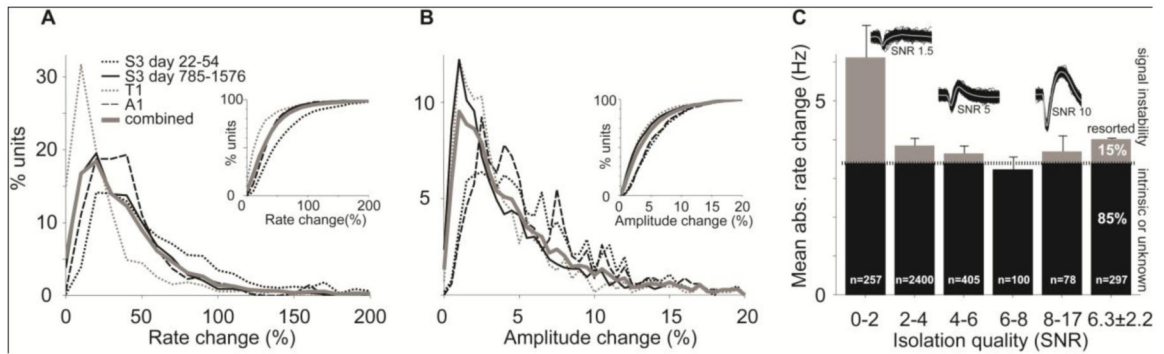 A
B
C
S3 day 22-54
S3 day 785-1576
T1
A1
combined
% units
30
20
10
0
0
50
100
150
200
Rate change (%)
% units
100
0
0
100
200
Rate change(%)
10
5
0
5
10
15
20
Amplitude change (%)
% units
100
0
0
5
10
15
20
Amplitude change (%)
Mean abs. rate change (Hz)
5
0
SNR 1.5
SNR 5
SNR 10
resorted
15%
85%
signal instability
intrinsic or unknown
n=257
n=2400
n=405
n=100
n=78
n=297
0-2
2-4
4-6
6-8
8-17
6.3±2.2
Isolation quality (SNR)